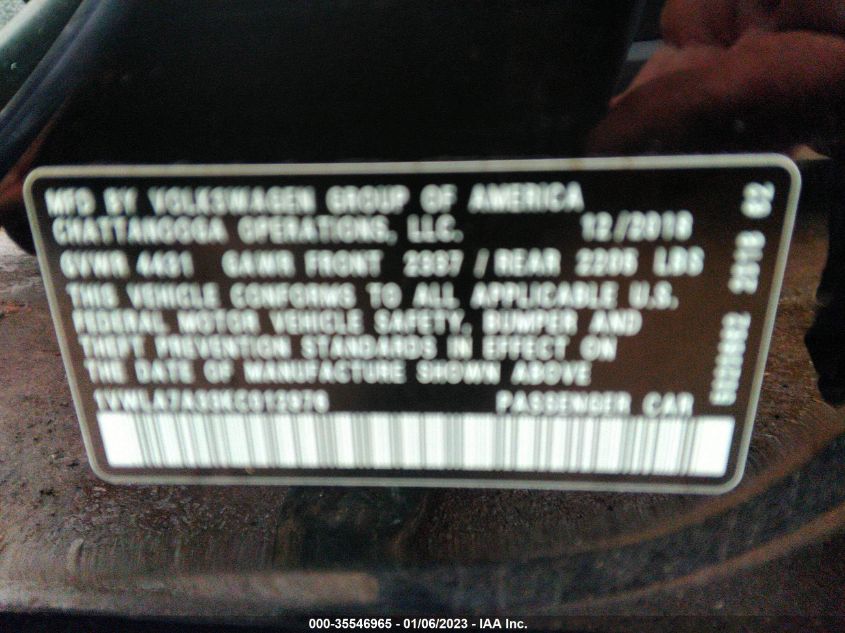 MFD BY VOLKSWAGEN GROUP OF AMERICA
CHATTANOOGA OPERATIONS, LLC. 12/2018
GVWR 4431 GAWR FRONT 2337 / REAR 2205 LBS
THIS VEHICLE CONFORMS TO ALL APPLICABLE U.S.
FEDERAL MOTOR VEHICLE SAFETY, BUMPER AND
THEFT PREVENTION STANDARDS IN EFFECT ON
THE DATE OF MANUFACTURE SHOWN ABOVE
PASSENGER CAR
000-35546965 - 01/06/2023 - IAA Inc.